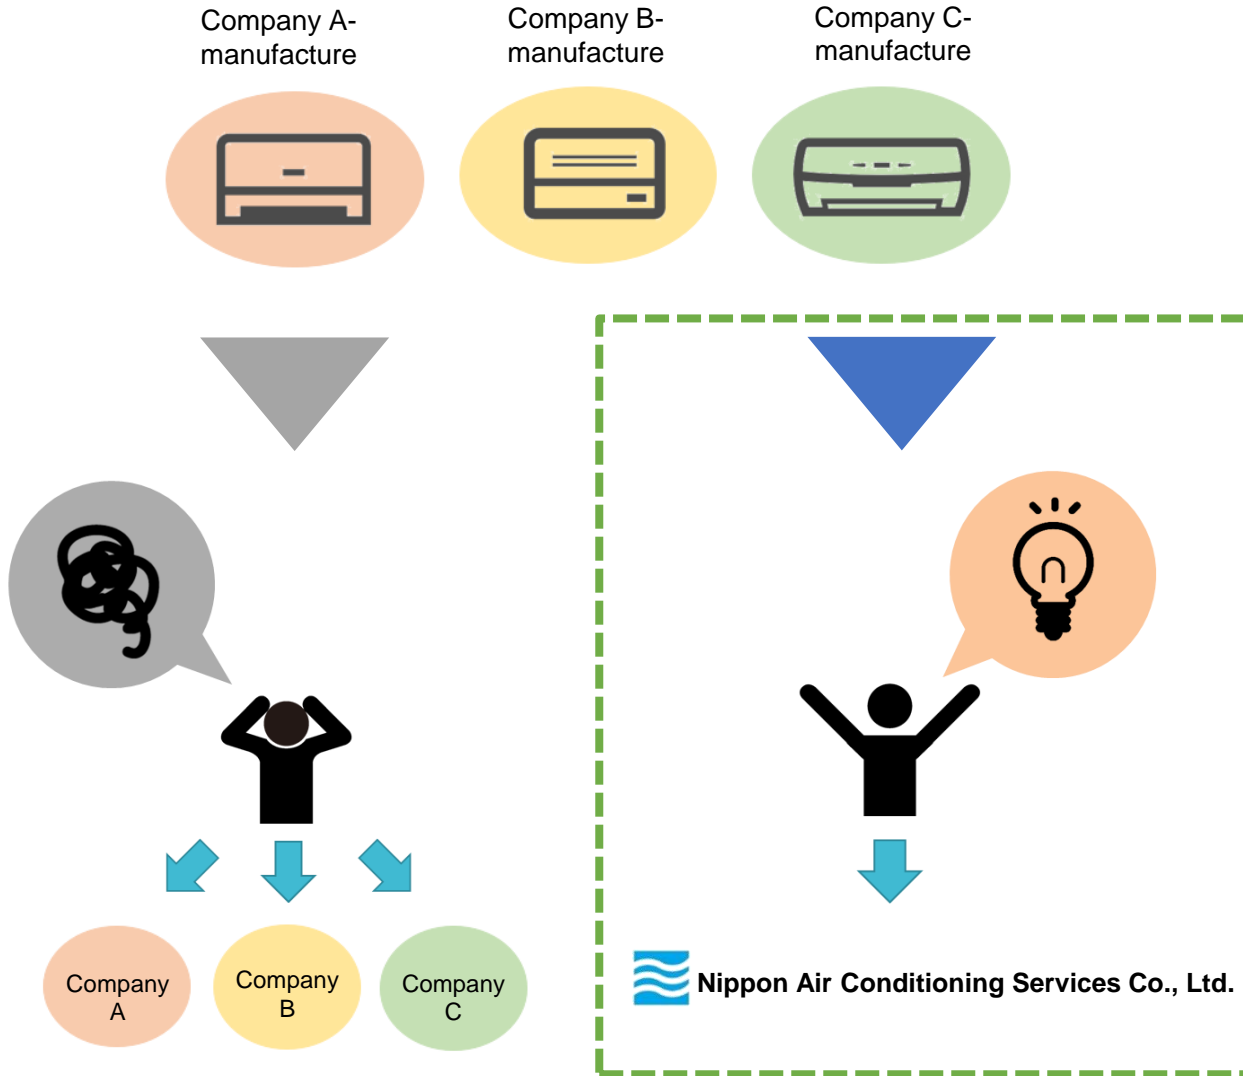 Company A-
manufacture
Company B-
manufacture
Company C-
manufacture
Company
A
Company
B
Company
C
Nippon Air Conditioning Services Co., Ltd.